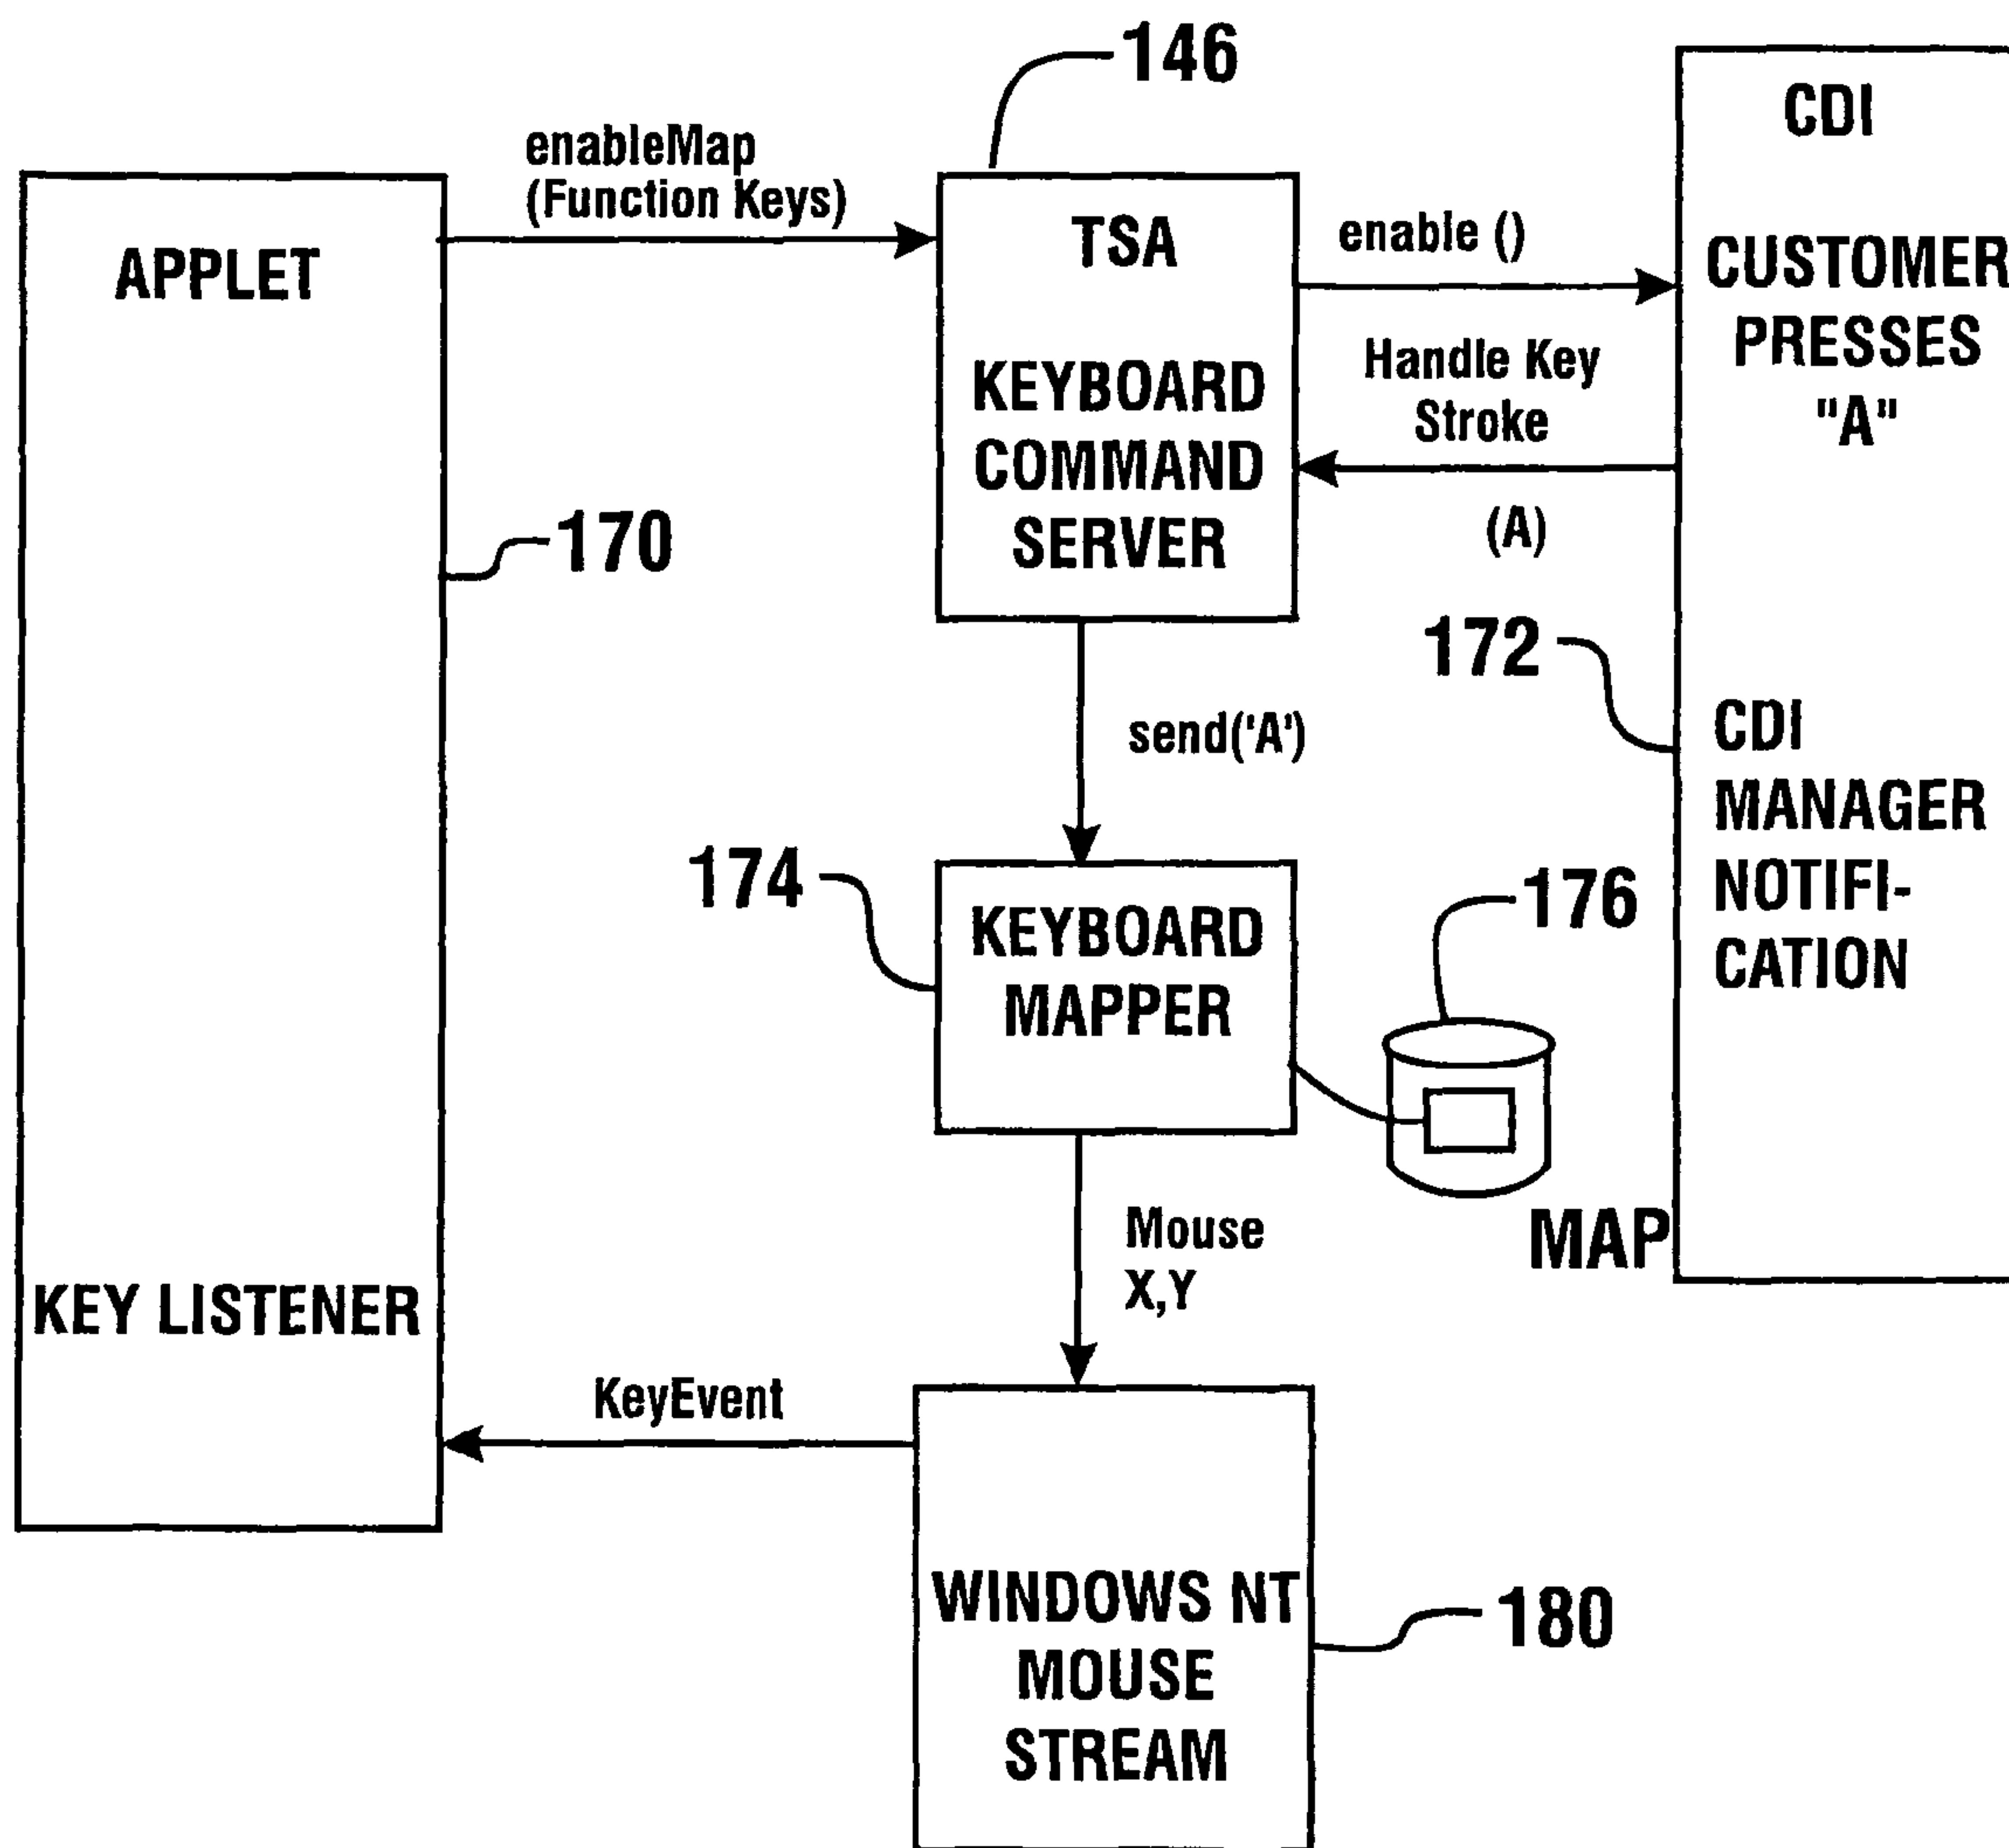 146
CDI
enableMap
(Function Keys)
APPLET
TSA
enable ()
CUSTOMER
PRESSES
"A"
KEYBOARD
COMMAND
SERVER
Handle Key
Stroke
(A)
170
172
send('A')
CDI
MANAGER
NOTIFI-
CATION
174
KEYBOARD
MAPPER
176
MAP
Mouse
X,Y
KEY LISTENER
KeyEvent
WINDOWS NT
MOUSE
STREAM
180